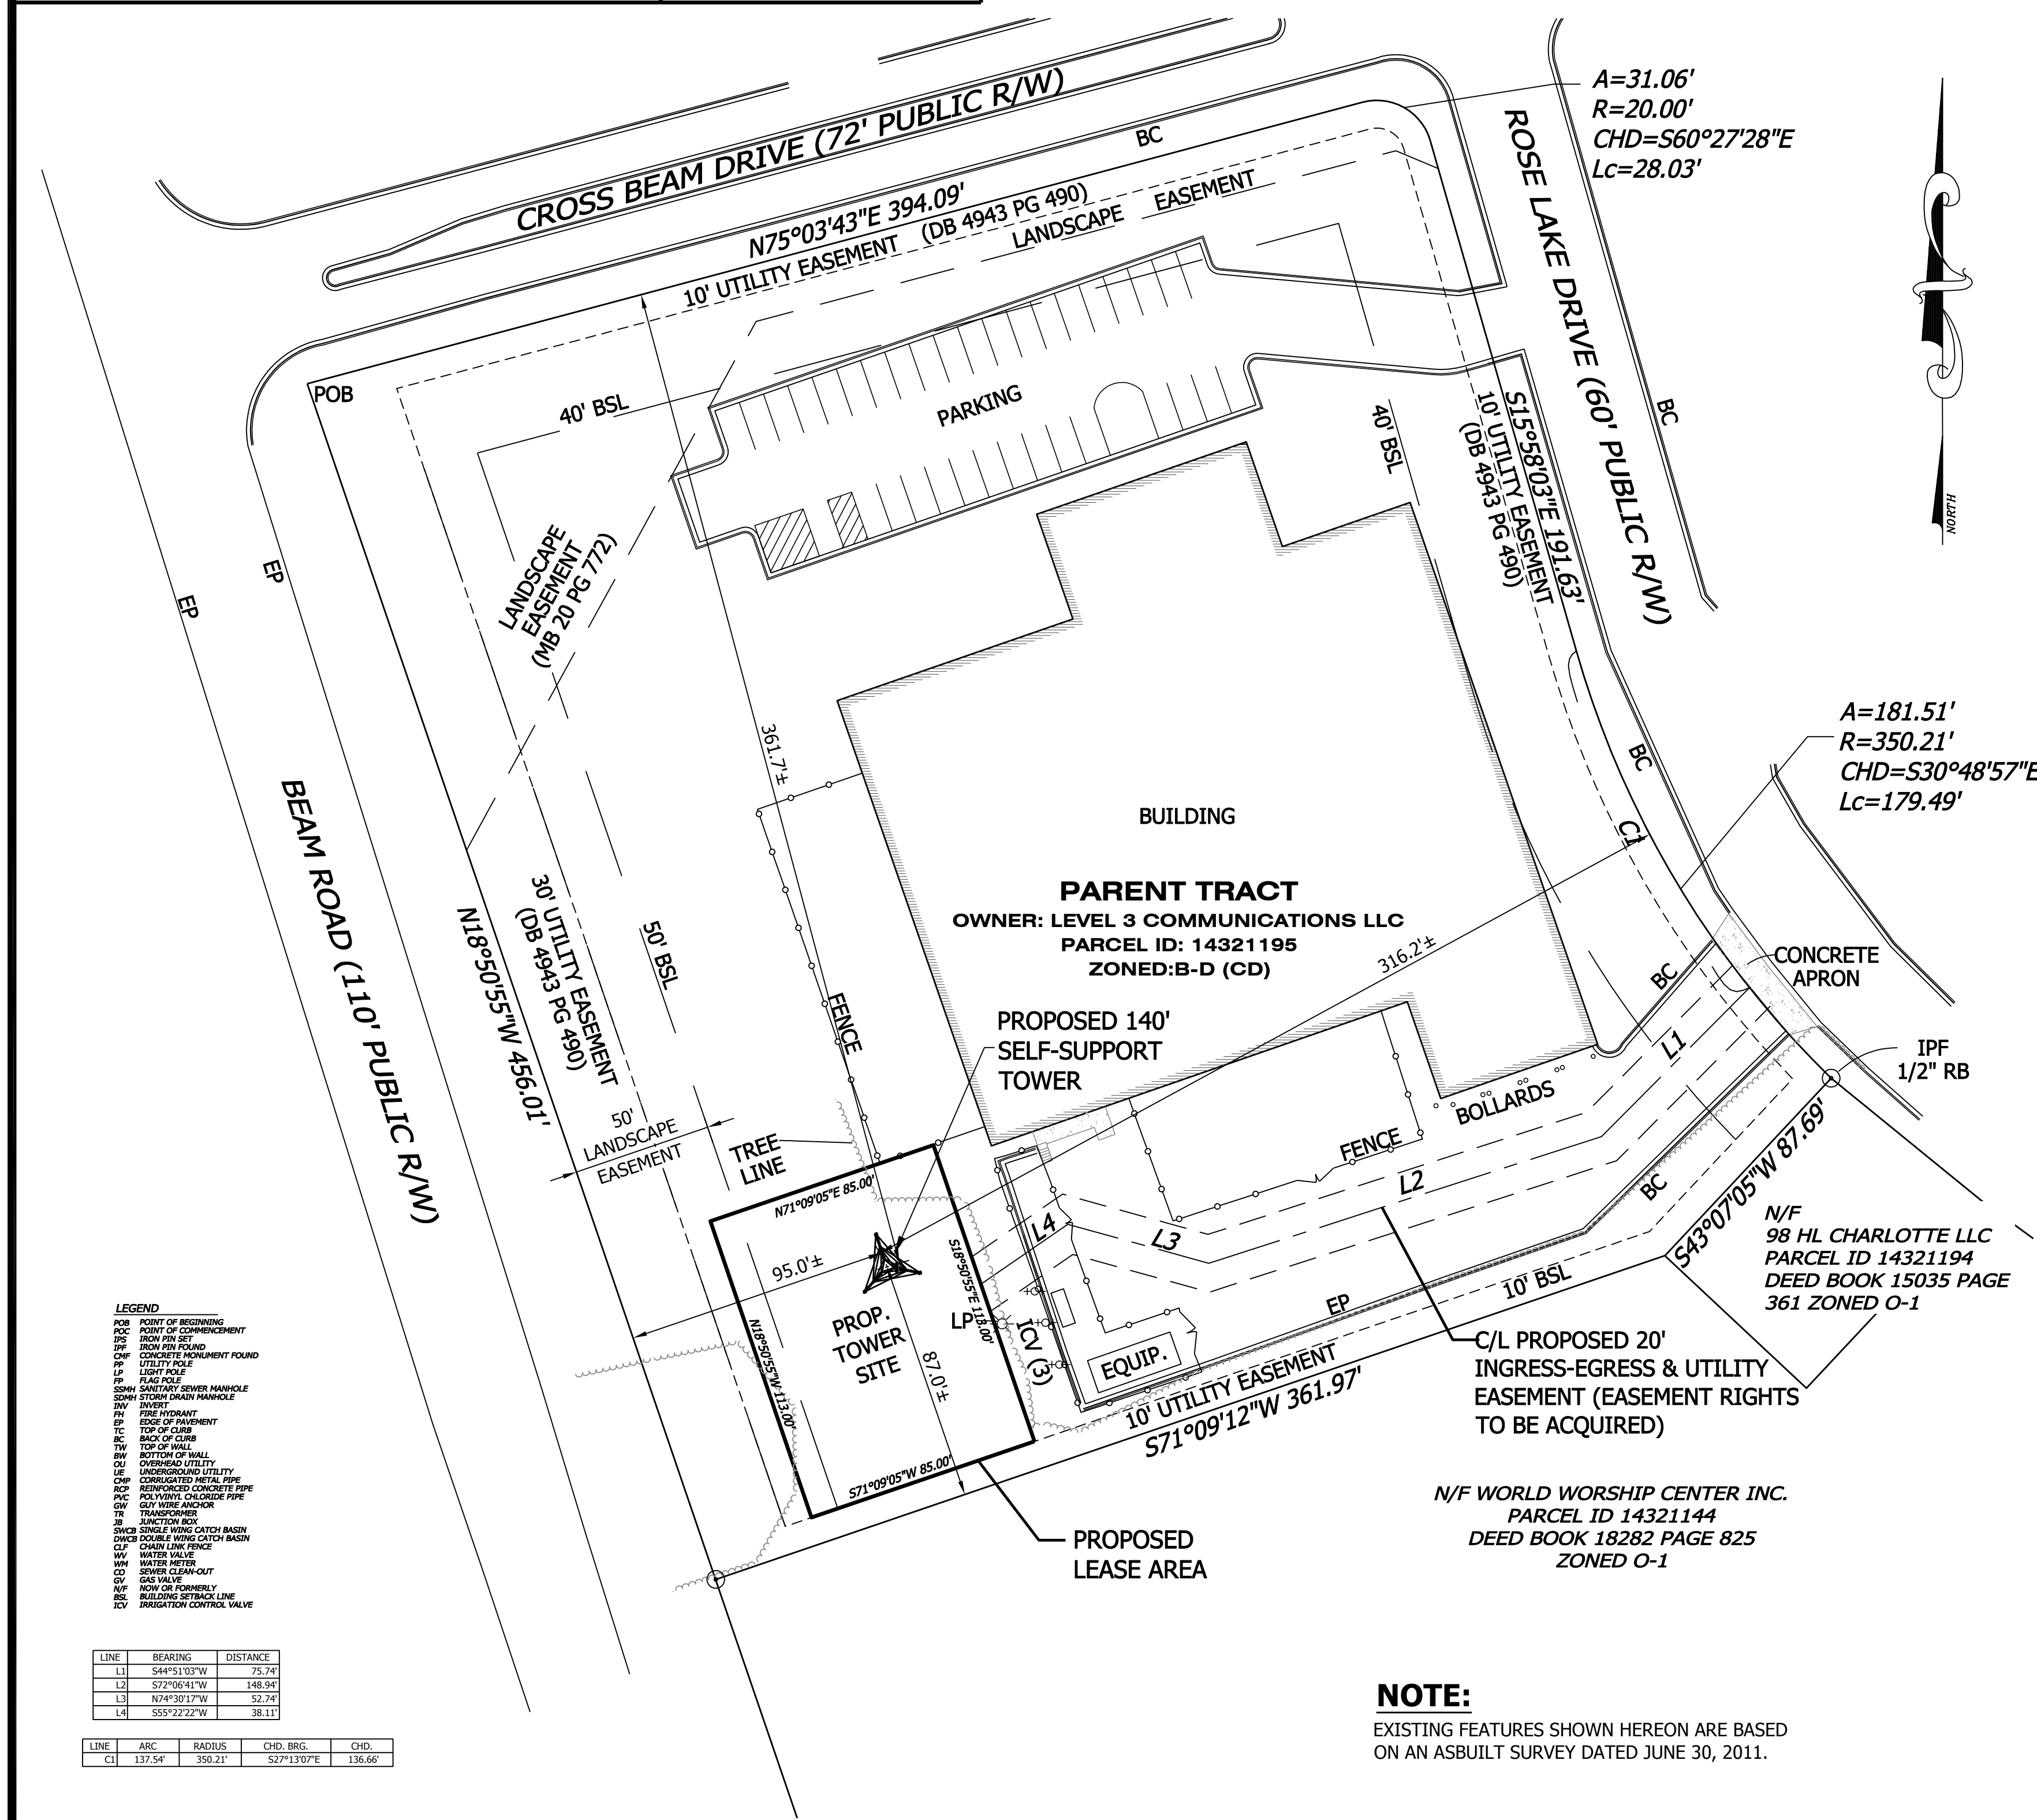 CROSS BEAM DRIVE (72' PUBLIC R/W)
A=31.06'
R=20.00'
CHD=S60°27'28"E
Lc=28.03'
BC
ROSE LAKE DRIVE (60' PUBLIC R/W)
N75°03'43"E 394.09'
10' UTILITY EASEMENT (DB 4943 PG 490)
LANDSCAPE EASEMENT
POB
40' BSL
PARKING
40' BSL
S15°58'03"E 191.63'
10' UTILITY EASEMENT
(DB 4943 PG 490)
BC
NORTH
EP
EP
LANDSCAPE
EASEMENT
(MB 20 PG 772)
361.7'±
A=181.51'
R=350.21'
CHD=S30°48'57"E
Lc=179.49'
BC
C1
BUILDING
PARENT TRACT
OWNER: LEVEL 3 COMMUNICATIONS LLC
PARCEL ID: 14321195
ZONED:B-D (CD)
316.2'±
BEAM ROAD (110' PUBLIC R/W)
N18°50'55"W 456.01'
30' UTILITY EASEMENT
(DB 4943 PG 490)
50' BSL
FENCE
PROPOSED 140'
SELF-SUPPORT
TOWER
CONCRETE
APRON
BC
L1
IPF
1/2" RB
BOLLARDS
FENCE
50'
LANDSCAPE
EASEMENT
TREE
LINE
L2
L3
L4
BC
S43°07'05"W 87.69'
N/F
98 HL CHARLOTTE LLC
PARCEL ID 14321194
DEED BOOK 15035 PAGE
361 ZONED O-1
N71°09'05"E 85.00'
S18°50'55"E 113.00'
95.0'±
PROP.
TOWER
SITE
N18°50'55"W 113.00'
87.0'±
S71°09'05"W 85.00'
LP
ICV (3)
EQUIP.
EP
10' BSL
10' UTILITY EASEMENT
S71°09'12"W 361.97'
C/L PROPOSED 20'
INGRESS-EGRESS & UTILITY
EASEMENT (EASEMENT RIGHTS
TO BE ACQUIRED)
N/F WORLD WORSHIP CENTER INC.
PARCEL ID 14321144
DEED BOOK 18282 PAGE 825
ZONED O-1
PROPOSED
LEASE AREA
LEGEND
POB POINT OF BEGINNING
POC POINT OF COMMENCEMENT
IPS IRON PIN SET
IPF IRON PIN FOUND
CMF CONCRETE MONUMENT FOUND
PP UTILITY POLE
LP LIGHT POLE
FP FLAG POLE
SSMH SANITARY SEWER MANHOLE
SDMH STORM DRAIN MANHOLE
INV INVERT
FH FIRE HYDRANT
EP EDGE OF PAVEMENT
TC TOP OF CURB
BC BACK OF CURB
TW TOP OF WALL
BW BOTTOM OF WALL
OU OVERHEAD UTILITY
UE UNDERGROUND UTILITY
CMP CORRUGATED METAL PIPE
RCP REINFORCED CONCRETE PIPE
PVC POLYVINYL CHLORIDE PIPE
GW GUY WIRE ANCHOR
TR TRANSFORMER
JB JUNCTION BOX
SWCB SINGLE WING CATCH BASIN
DWCB DOUBLE WING CATCH BASIN
CLF CHAIN LINK FENCE
WV WATER VALVE
WM WATER METER
CO SEWER CLEAN-OUT
GV GAS VALVE
N/F NOW OR FORMERLY
BSL BUILDING SETBACK LINE
ICV IRRIGATION CONTROL VALVE
LINE BEARING DISTANCE
L1 S44°51'03"W 75.74'
L2 S72°06'41"W 148.94'
L3 N74°30'17"W 52.74'
L4 S55°22'22"W 38.11'
LINE ARC RADIUS CHD. BRG. CHD.
C1 137.54' 350.21' S27°13'07"E 136.66'
NOTE:
EXISTING FEATURES SHOWN HEREON ARE BASED
ON AN ASBUILT SURVEY DATED JUNE 30, 2011.